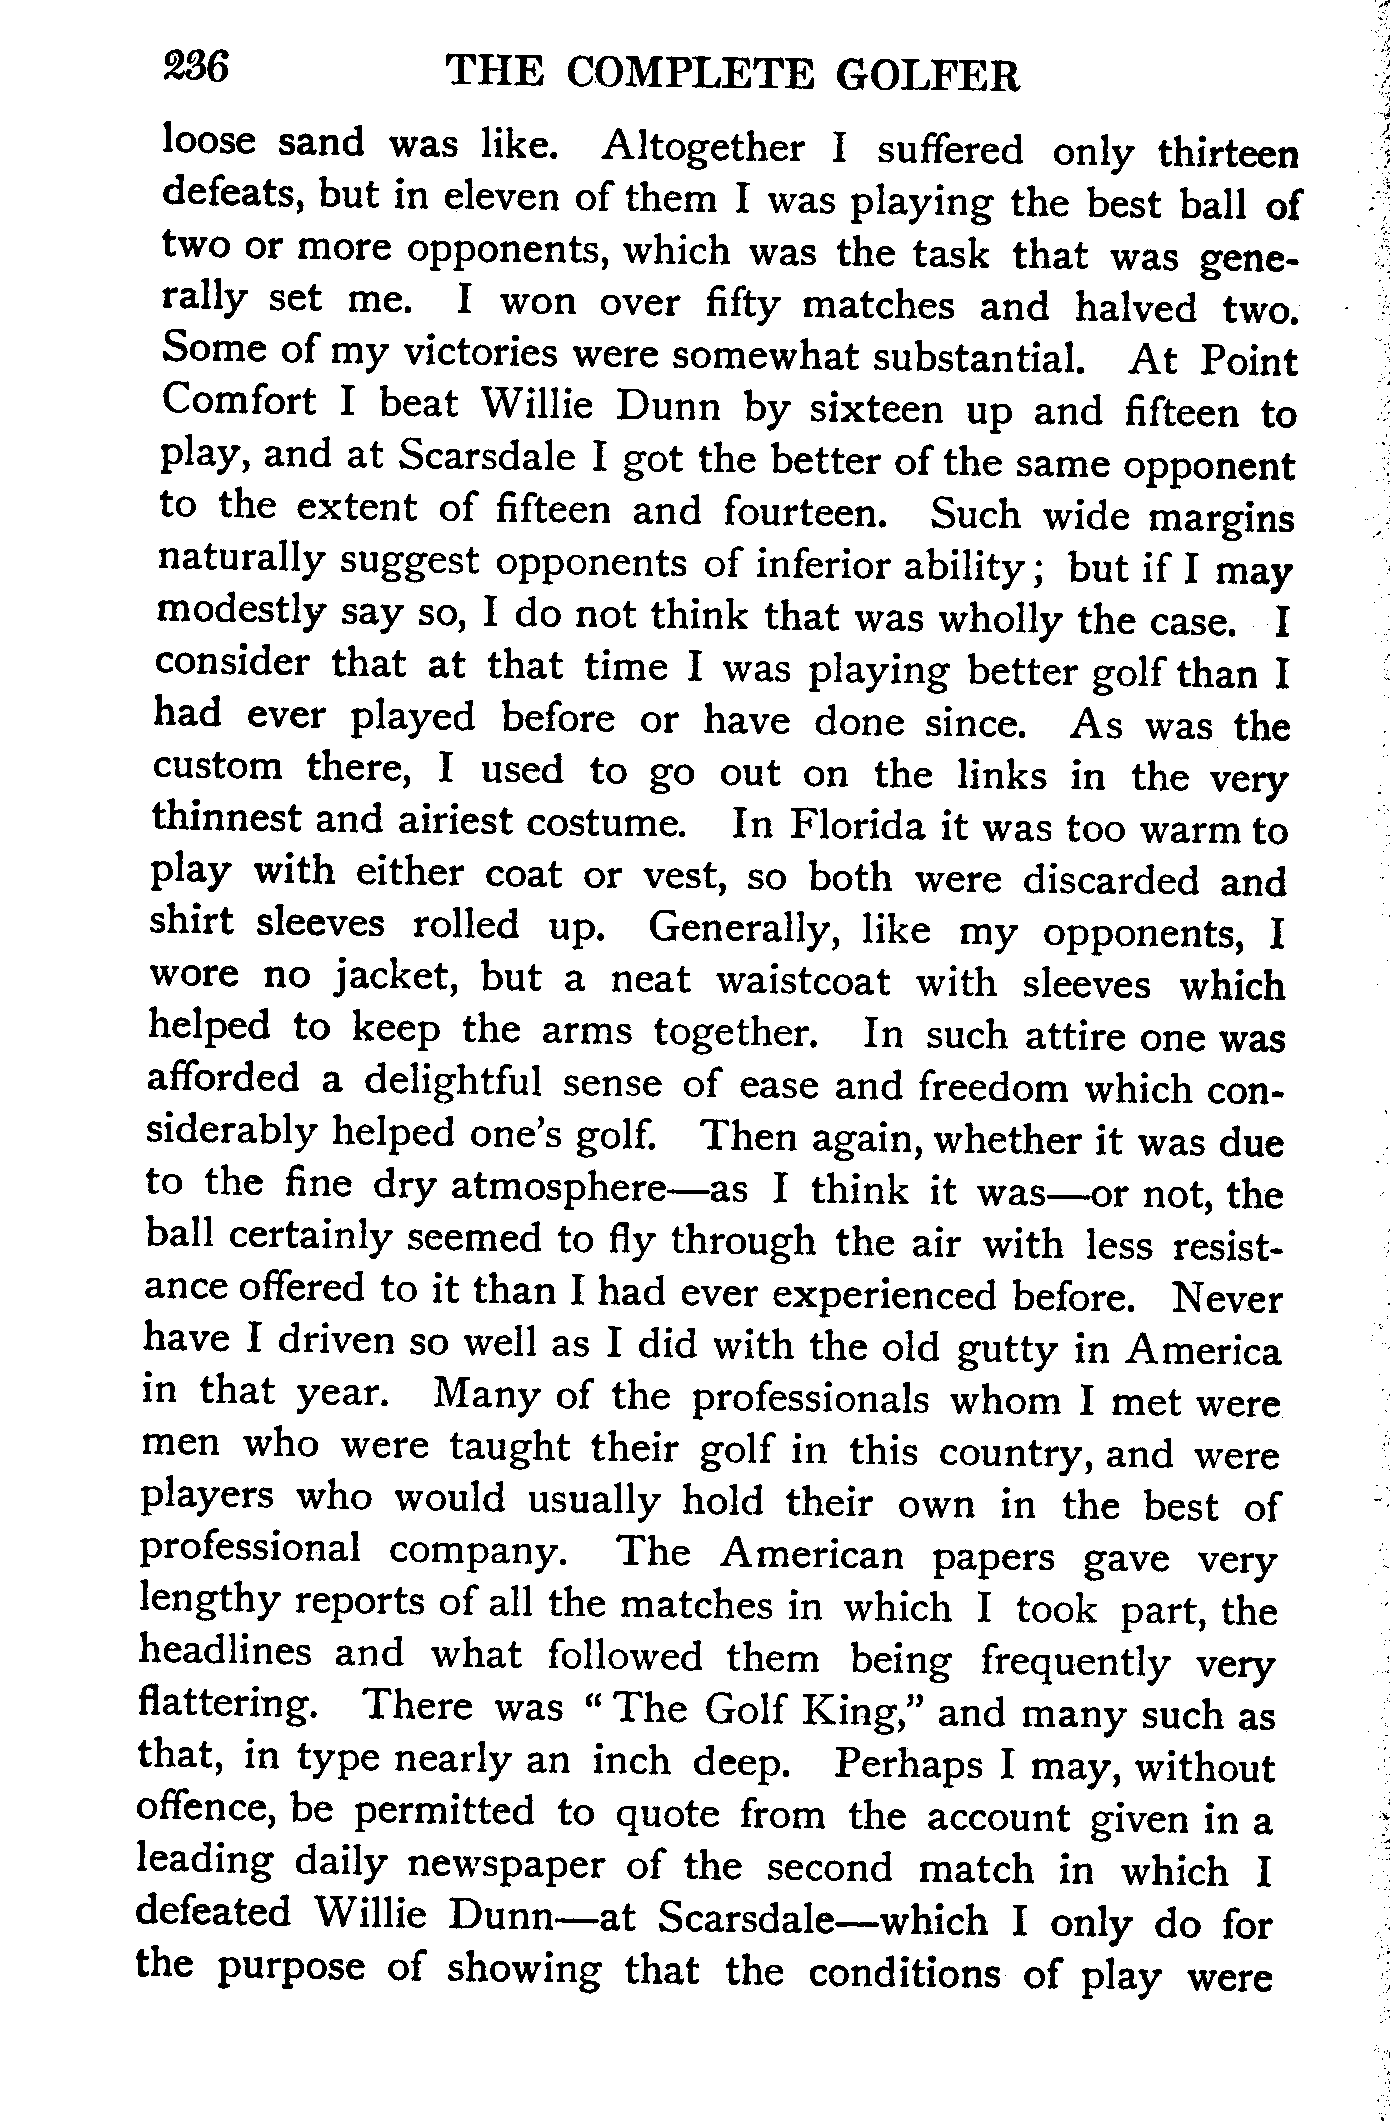 236 THE COMPLETE GOLFER
loose sand was like. Altogether I suffered only thirteen
defeats, but in eleven of them I was playing the best ball of
two or more opponents, which was the task that was gene-
rally set me. I won over fifty matches and halved two.
Some of my victories were somewhat substantial. At Point
Comfort I beat Willie Dunn by sixteen up and fifteen to
play, and at Scarsdale I got the better of the same opponent
to the extent of fifteen and fourteen. Such wide margins
naturally suggest opponents of inferior ability; but if I may
modestly say so, I do not think that was wholly the case. I
consider that at that time I was playing better golf than I
had ever played before or have done since. As was the
custom there, I used to go out on the links in the very
thinnest and airiest costume. In Florida it was too warm to
play with either coat or vest, so both were discarded and
shirt sleeves rolled up. Generally, like my opponents, I
wore no jacket, but a neat waistcoat with sleeves which
helped to keep the arms together. In such attire one was
afforded a delightful sense of ease and freedom which con-
siderably helped one's golf. Then again, whether it was due
to the fine dry atmosphere—as I think it was—or not, the
ball certainly seemed to fly through the air with less resist-
ance offered to it than I had ever experienced before. Never
have I driven so well as I did with the old gutty in America
in that year. Many of the professionals whom I met were
men who were taught their golf in this country, and were
players who would usually hold their own in the best of
professional company. The American papers gave very
lengthy reports of all the matches in which I took part, the
headlines and what followed them being frequently very
flattering. There was “The Golf King,” and many such as
that, in type nearly an inch deep. Perhaps I may, without
offence, be permitted to quote from the account given in a
leading daily newspaper of the second match in which I
defeated Willie Dunn—at Scarsdale—which I only do for
the purpose of showing that the conditions of play were